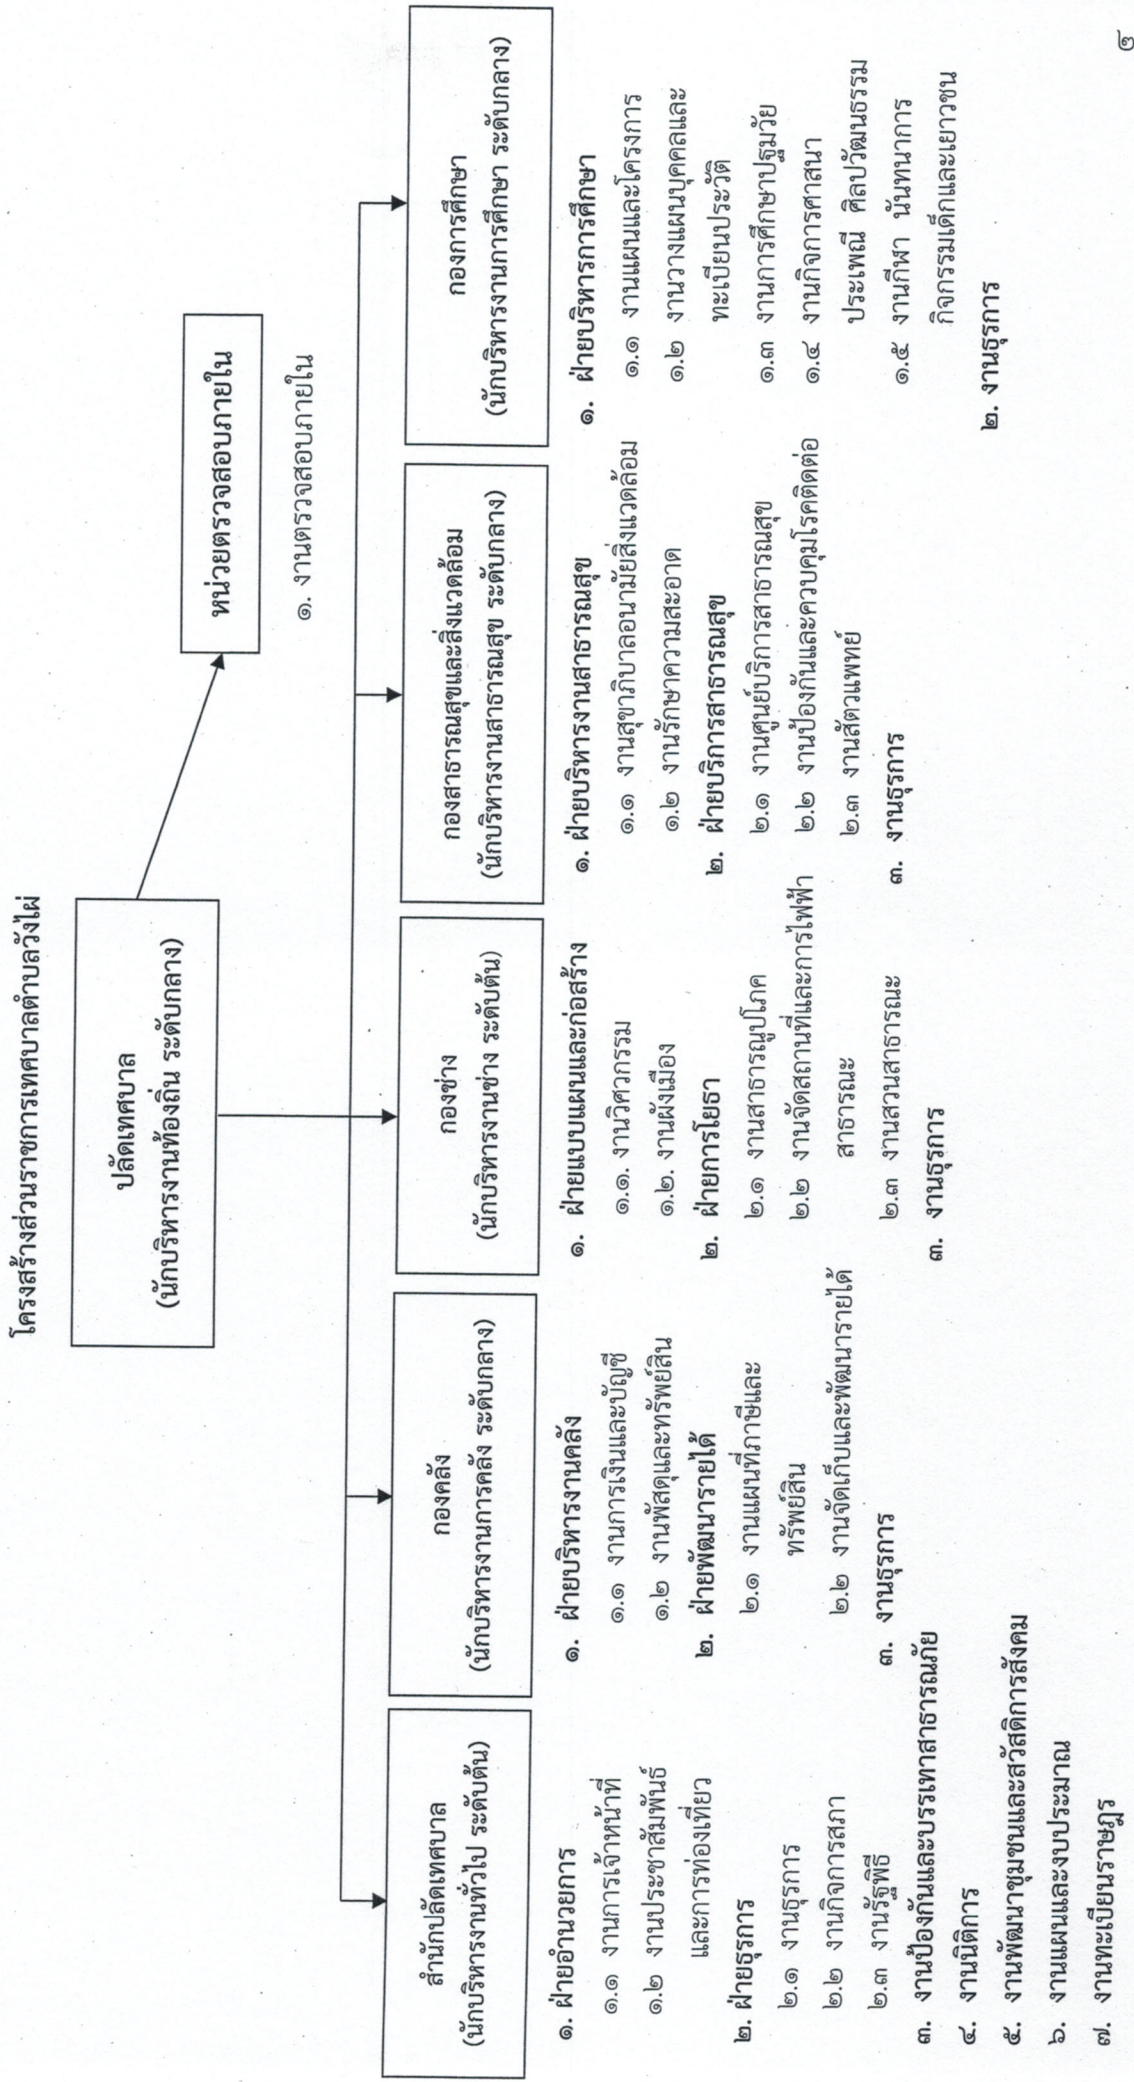 ๒
โครงสร้างส่วนราชการเทศบาลตำบลวังไผ่
ปลัดเทศบาล
(นักบริหารงานท้องถิ่น ระดับกลาง)
หน่วยตรวจสอบภายใน
๑. งานตรวจสอบภายใน
สำนักปลัดเทศบาล
(นักบริหารงานทั่วไป ระดับต้น)
๑. ฝ่ายอำนวยการ
๑.๑ งานการเจ้าหน้าที่
๑.๒ งานประชาสัมพันธ์
และการท่องเที่ยว
๒. ฝ่ายธุรการ
๒.๑ งานธุรการ
๒.๒ งานกิจการสภา
๒.๓ งานรัฐพิธี
๓. งานป้องกันและบรรเทาสาธารณภัย
๔. งานนิติการ
๕. งานพัฒนาชุมชนและสวัสดิการสังคม
๖. งานแผนและงบประมาณ
๗. งานทะเบียนราษฎร
กองคลัง
(นักบริหารงานการคลัง ระดับกลาง)
๑. ฝ่ายบริหารงานคลัง
๑.๑ งานการเงินและบัญชี
๑.๒ งานพัสดุและทรัพย์สิน
๒. ฝ่ายพัฒนารายได้
๒.๑ งานแผนที่ภาษีและ
ทรัพย์สิน
๒.๒ งานจัดเก็บและพัฒนารายได้
๓. งานธุรการ
กองช่าง
(นักบริหารงานช่าง ระดับต้น)
๑. ฝ่ายแบบแผนและก่อสร้าง
๑.๑. งานวิศวกรรม
๑.๒. งานผังเมือง
๒. ฝ่ายการโยธา
๒.๑ งานสาธารณูปโภค
๒.๒ งานจัดสถานที่และการไฟฟ้า
สาธารณะ
๒.๓ งานสวนสาธารณะ
๓. งานธุรการ
กองสาธารณสุขและสิ่งแวดล้อม
(นักบริหารงานสาธารณสุข ระดับกลาง)
๑. ฝ่ายบริหารงานสาธารณสุข
๑.๑ งานสุขาภิบาลอนามัยสิ่งแวดล้อม
๑.๒ งานรักษาความสะอาด
๒. ฝ่ายบริการสาธารณสุข
๒.๑ งานศูนย์บริการสาธารณสุข
๒.๒ งานป้องกันและควบคุมโรคติดต่อ
๒.๓ งานสัตวแพทย์
๓. งานธุรการ
กองการศึกษา
(นักบริหารงานการศึกษา ระดับกลาง)
๑. ฝ่ายบริหารการศึกษา
๑.๑ งานแผนและโครงการ
๑.๒ งานวางแผนบุคคลและ
ทะเบียนประวัติ
๑.๓ งานการศึกษาปฐมวัย
๑.๔ งานกิจการศาสนา
ประเพณี ศิลปวัฒนธรรม
๑.๕ งานกีฬา นันทนาการ
กิจกรรมเด็กและเยาวชน
๒. งานธุรการ